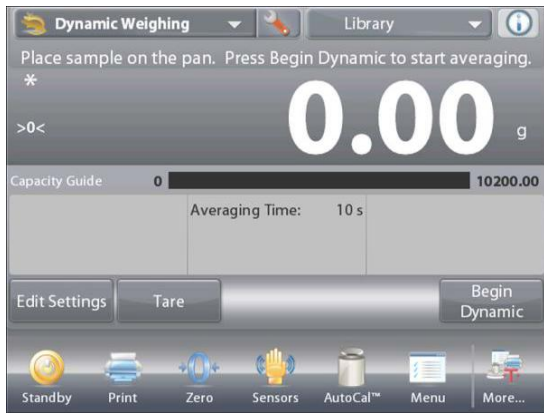 Dynamic Weighing
Library
Place sample on the pan. Press Begin Dynamic to start averaging.
*
>0<
0.00 g
Capacity Guide 0 10200.00
Averaging Time: 10 s
Edit Settings Tare Begin Dynamic
Standby Print Zero Sensors AutoCal™ Menu More...